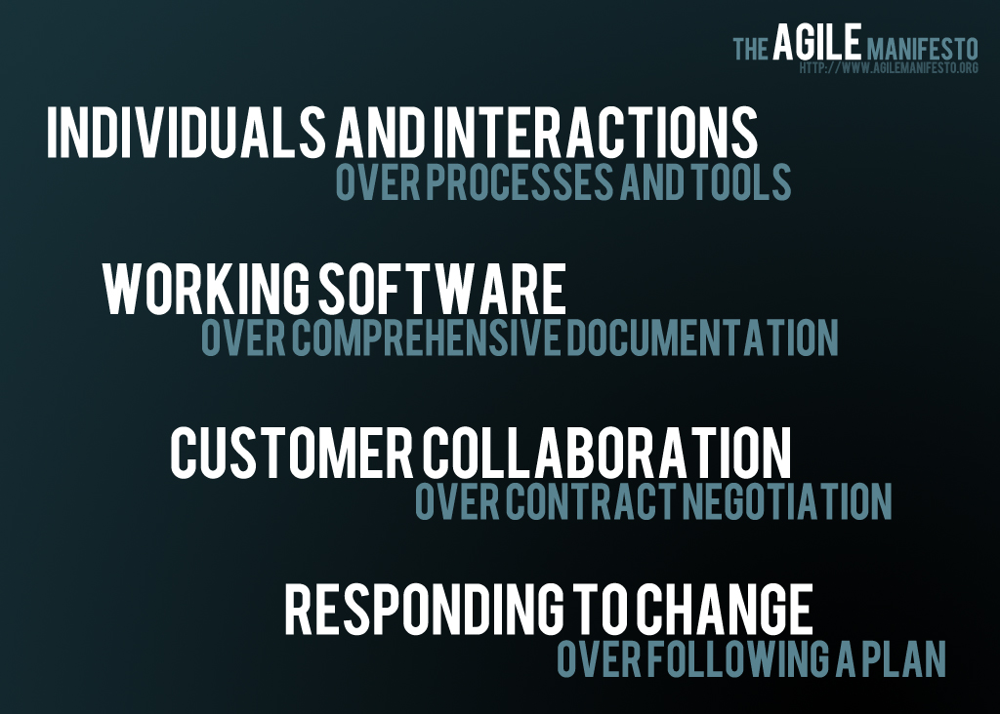 THE AGILE MANIFESTO
HTTP://WWW.AGILEMANIFESTO.ORG
INDIVIDUALS AND INTERACTIONS
OVER PROCESSES AND TOOLS
WORKING SOFTWARE
OVER COMPREHENSIVE DOCUMENTATION
CUSTOMER COLLABORATION
OVER CONTRACT NEGOTIATION
RESPONDING TO CHANGE
OVER FOLLOWING A PLAN